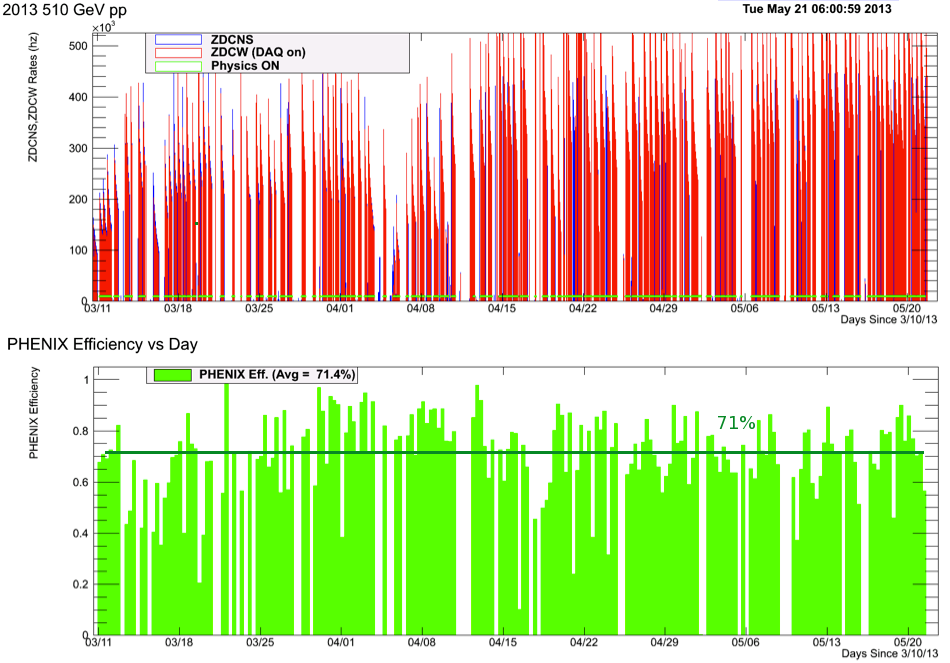 2013 510 GeV pp
Tue May 21 06:00:59 2013
×10³
ZDCNS,ZDCW Rates (hz)
500
400
300
200
100
0
ZDCNS
ZDCW (DAQ on)
Physics ON
03/11 03/18 03/25 04/01 04/08 04/15 04/22 04/29 05/06 05/13 05/20
Days Since 3/10/13
PHENIX Efficiency vs Day
PHENIX Efficiency
1
0.8
0.6
0.4
0.2
0
PHENIX Eff. (Avg = 71.4%)
71%
03/11 03/18 03/25 04/01 04/08 04/15 04/22 04/29 05/06 05/13 05/20
Days Since 3/10/13